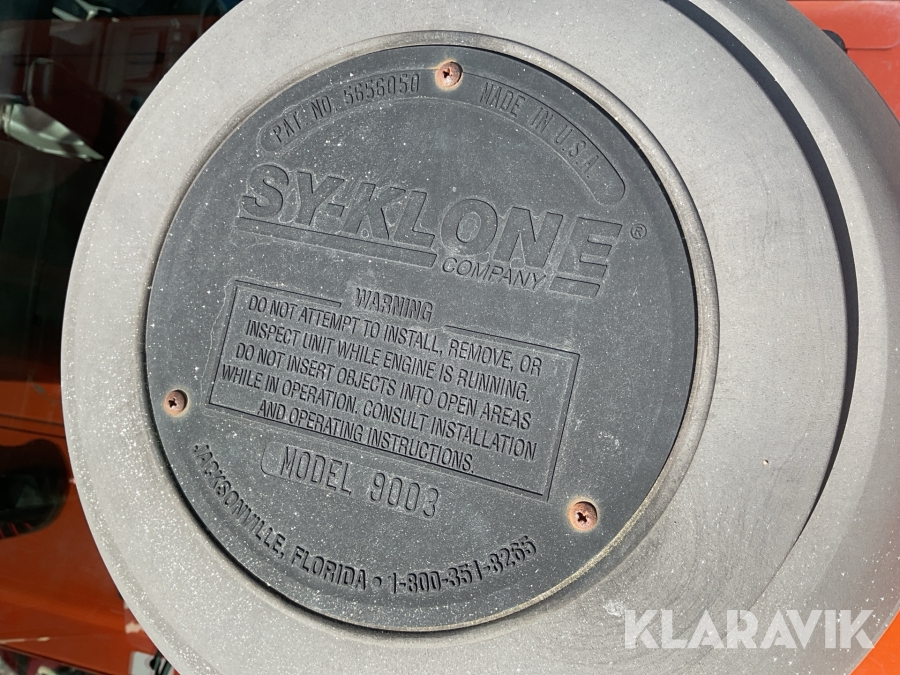 PAT. NO. 5656050 MADE IN U.S.A.
SY-KLONE®
COMPANY
WARNING
DO NOT ATTEMPT TO INSTALL, REMOVE, OR
INSPECT UNIT WHILE ENGINE IS RUNNING.
DO NOT INSERT OBJECTS INTO OPEN AREAS
WHILE IN OPERATION. CONSULT INSTALLATION
AND OPERATING INSTRUCTIONS.
MODEL 9003
JACKSONVILLE, FLORIDA • 1-800-351-8265
KLARAVIK